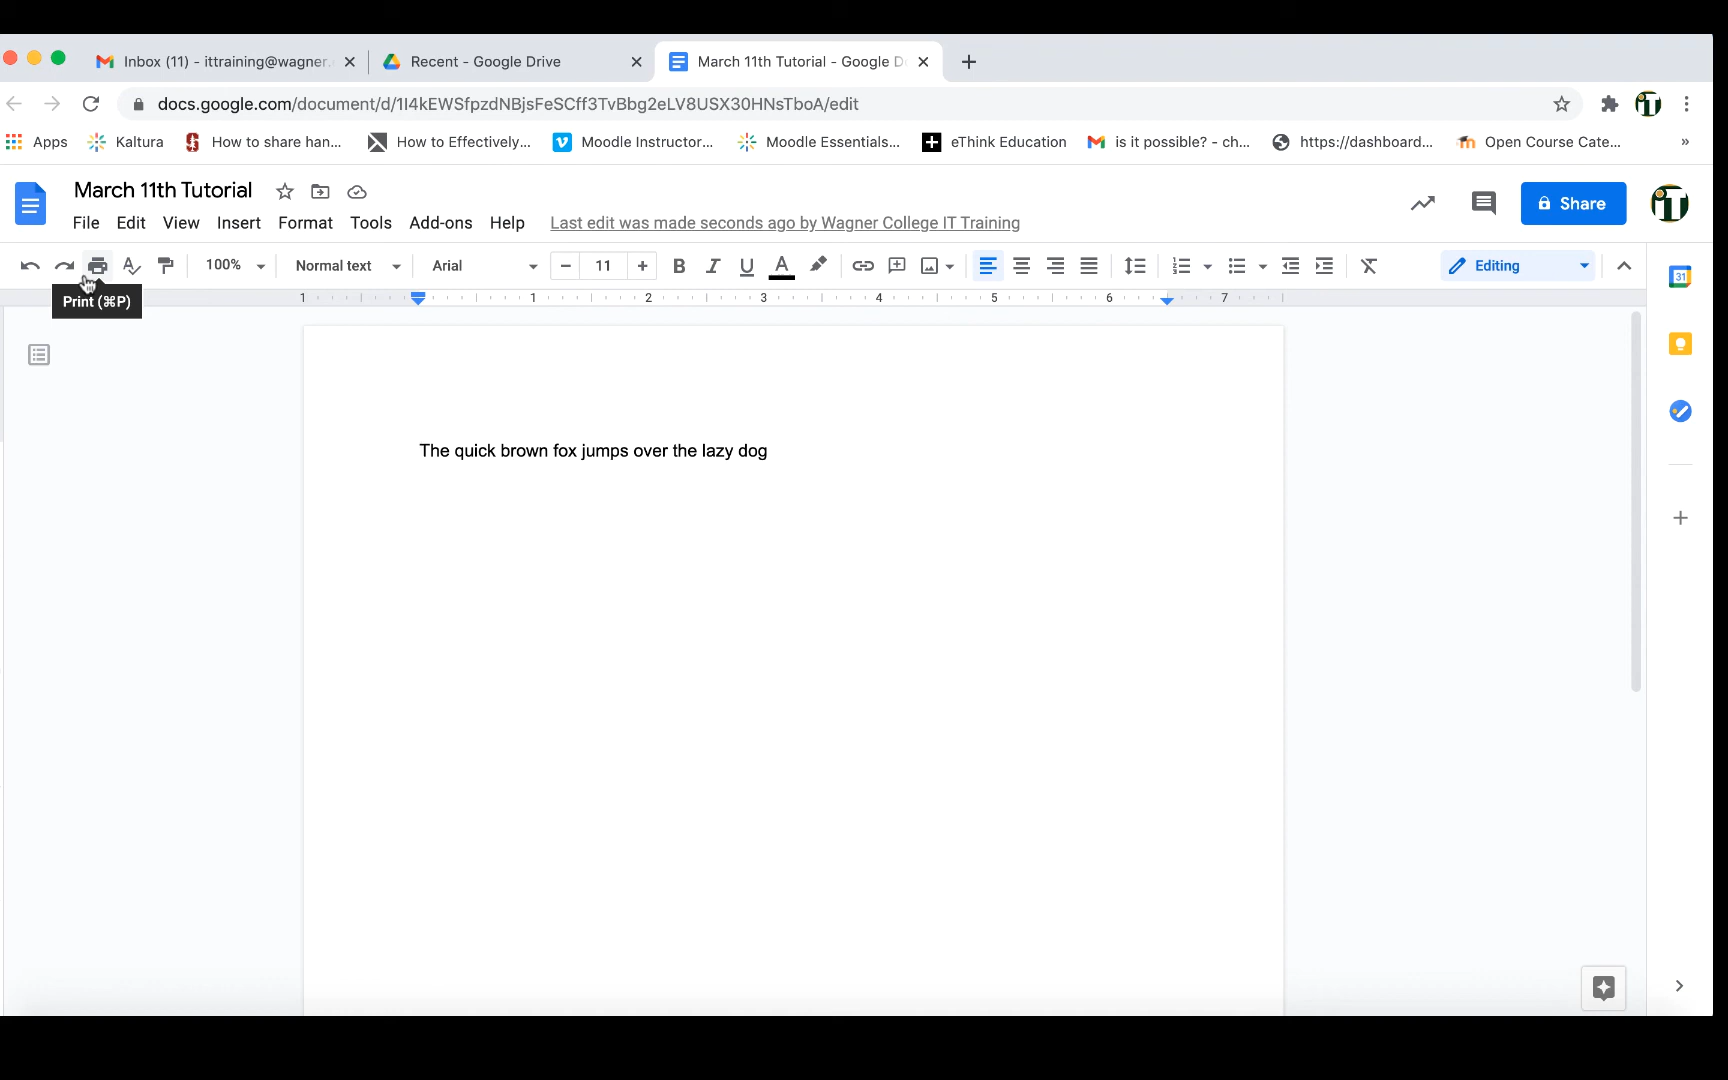 Inbox (11) - ittraining@wagner.
Recent - Google Drive
March 11th Tutorial - Google D
docs.google.com/document/d/1I4kEWSfpzdNBjsFeSCff3TvBbg2eLV8USX30HNsTboA/edit
Apps Kaltura How to share han... How to Effectively... Moodle Instructor... Moodle Essentials... eThink Education is it possible? - ch... https://dashboard... Open Course Cate... »
March 11th Tutorial
Share
File Edit View Insert Format Tools Add-ons Help Last edit was made seconds ago by Wagner College IT Training
100% Normal text Arial 11 B I U A Editing
31
Print (⌘P)
1 1 2 3 4 5 6 7
The quick brown fox jumps over the lazy dog